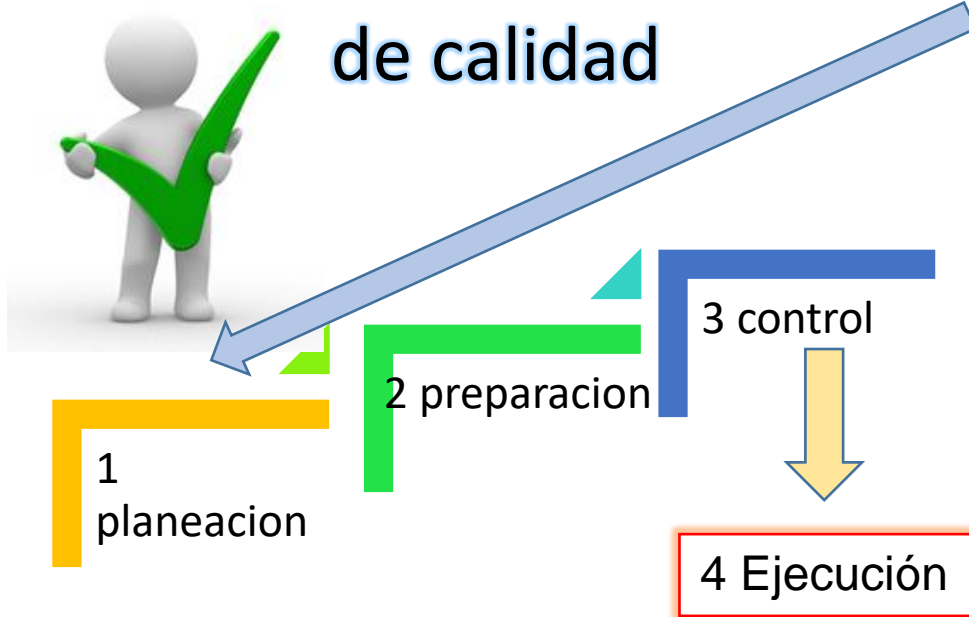 de calidad
1
planeacion
2 preparacion
3 control
4 Ejecución